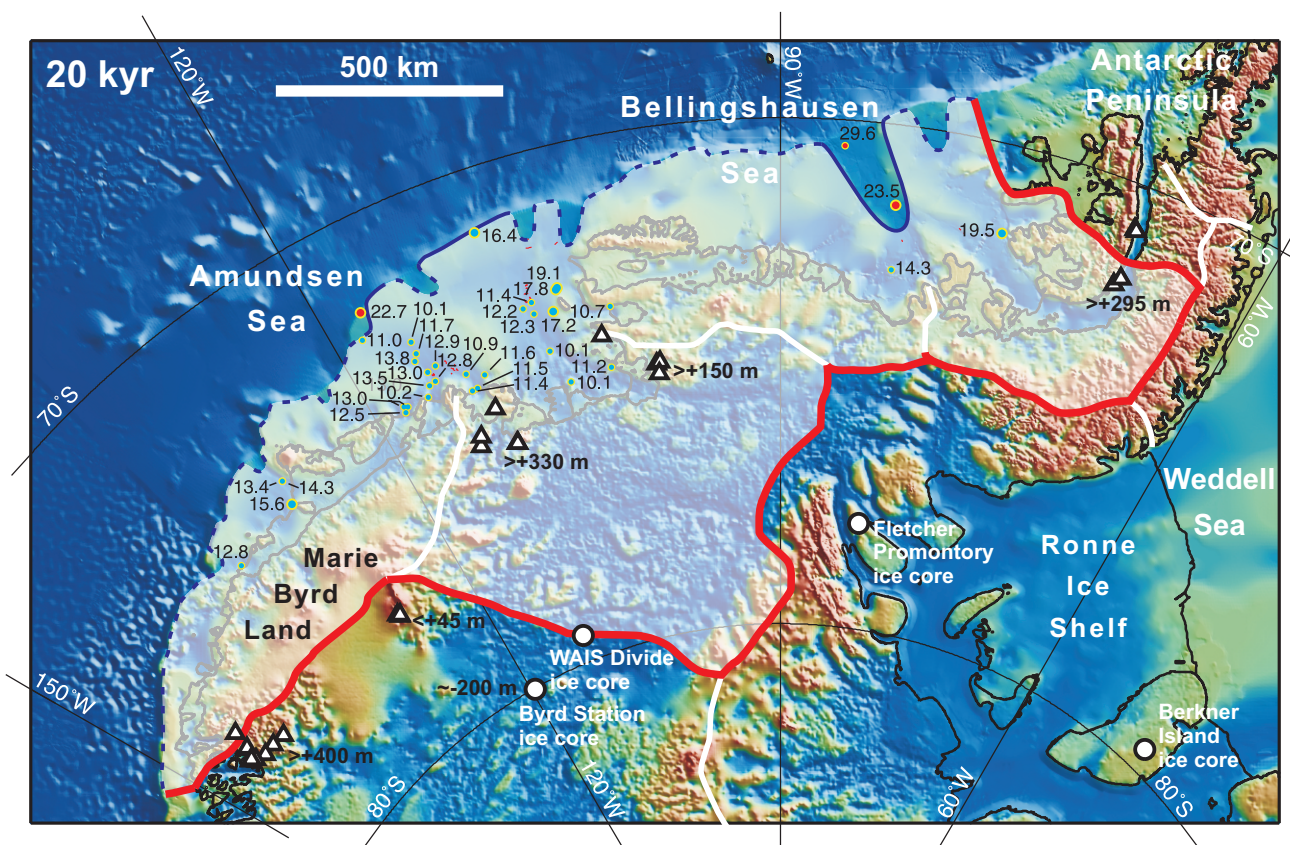 20 kyr
500 km
120°W
90°W
Antarctic
Peninsula
Bellingshausen
Sea
29.6
23.5
19.5
14.3
16.4
Amundsen
Sea
22.7
19.1
17.8
11.4
12.2
12.3
17.2
10.7
10.1
11.7
11.0
12.9
13.8
12.8
10.9
11.6
10.1
13.0
13.5
11.5
11.2
10.2
11.4
10.1
13.0
12.5
>+295 m
>+150 m
>+330 m
60°W
70°S
13.4
14.3
15.6
12.8
Marie
Byrd
Land
Weddell
Sea
Fletcher
Promontory
ice core
Ronne
Ice
Shelf
<+45 m
WAIS Divide
ice core
~-200 m
Byrd Station
ice core
150°W
>+400 m
Berkner
Island
ice core
80°S
120°W
60°W
80°S